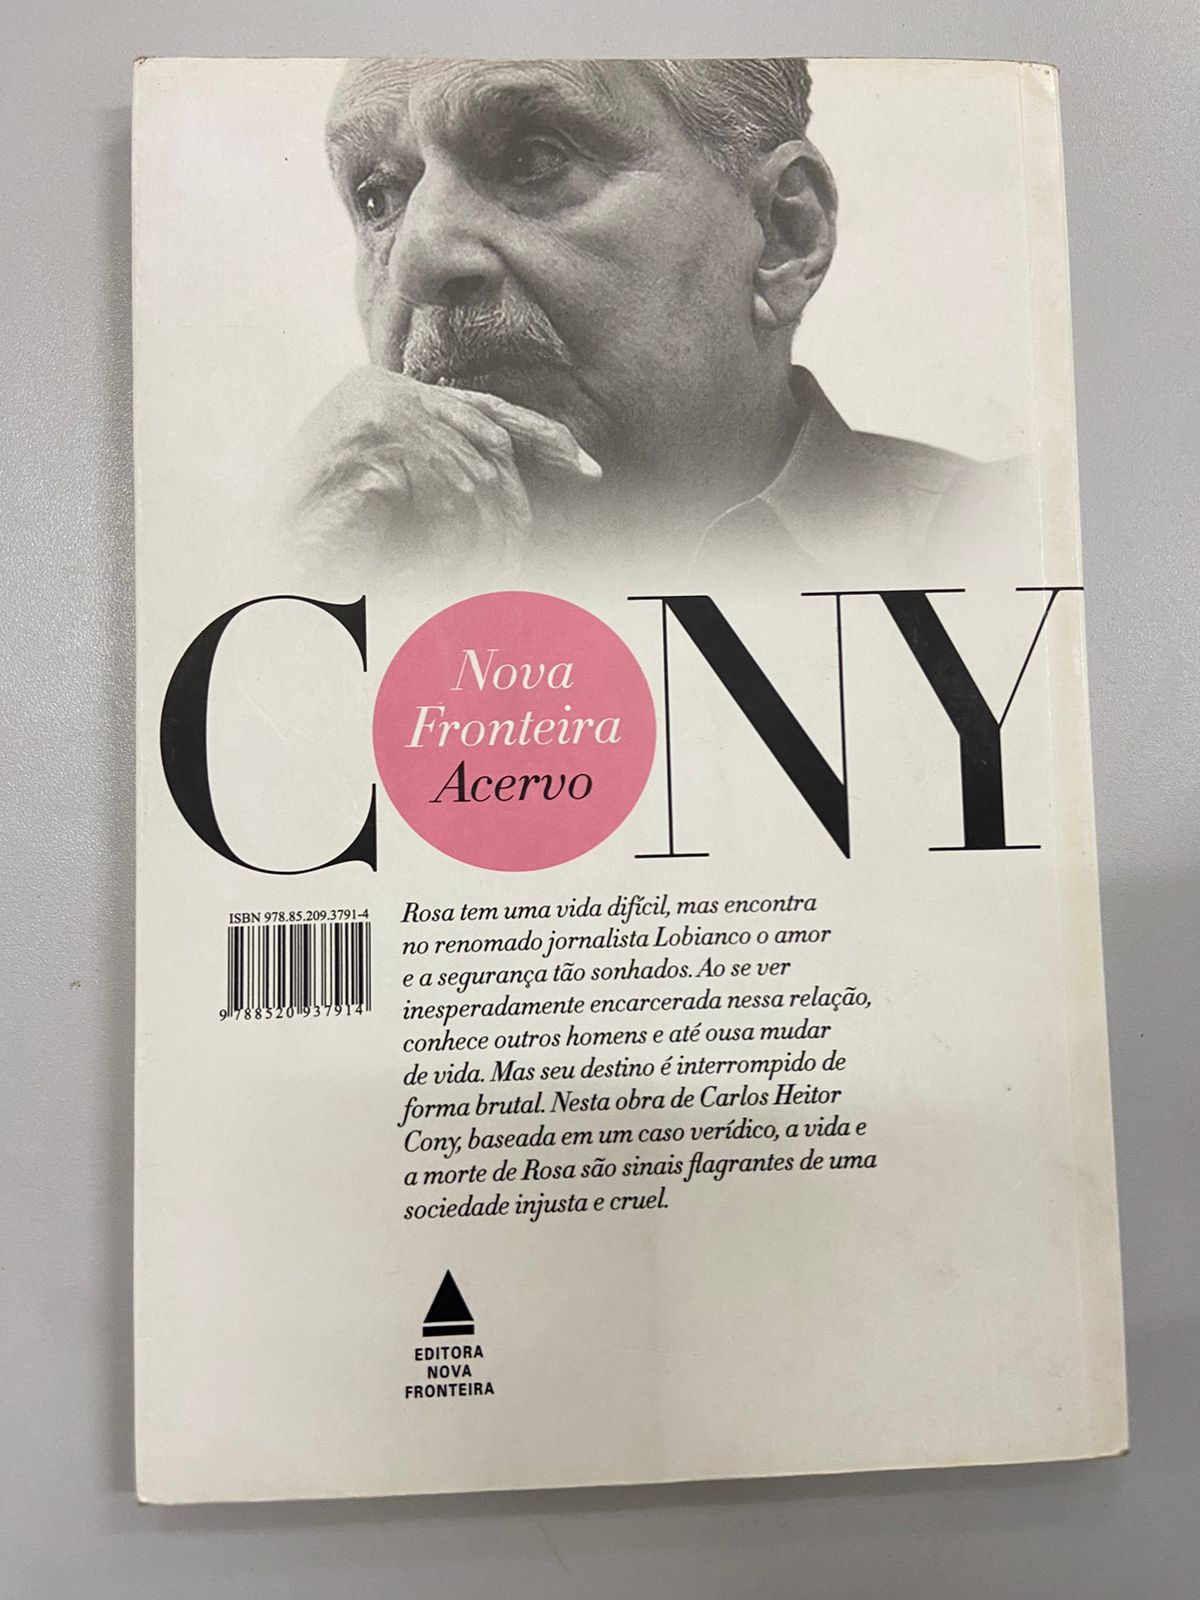 CONY
Nova
Fronteira
Acervo
ISBN 978.85.209.3791-4
9 788520 937914
Rosa tem uma vida difícil, mas encontra
no renomado jornalista Lobianco o amor
e a segurança tão sonhados. Ao se ver
inesperadamente encarcerada nessa relação,
conhece outros homens e até ousa mudar
de vida. Mas seu destino é interrompido de
forma brutal. Nesta obra de Carlos Heitor
Cony, baseada em um caso verídico, a vida e
a morte de Rosa são sinais flagrantes de uma
sociedade injusta e cruel.
EDITORA
NOVA
FRONTEIRA